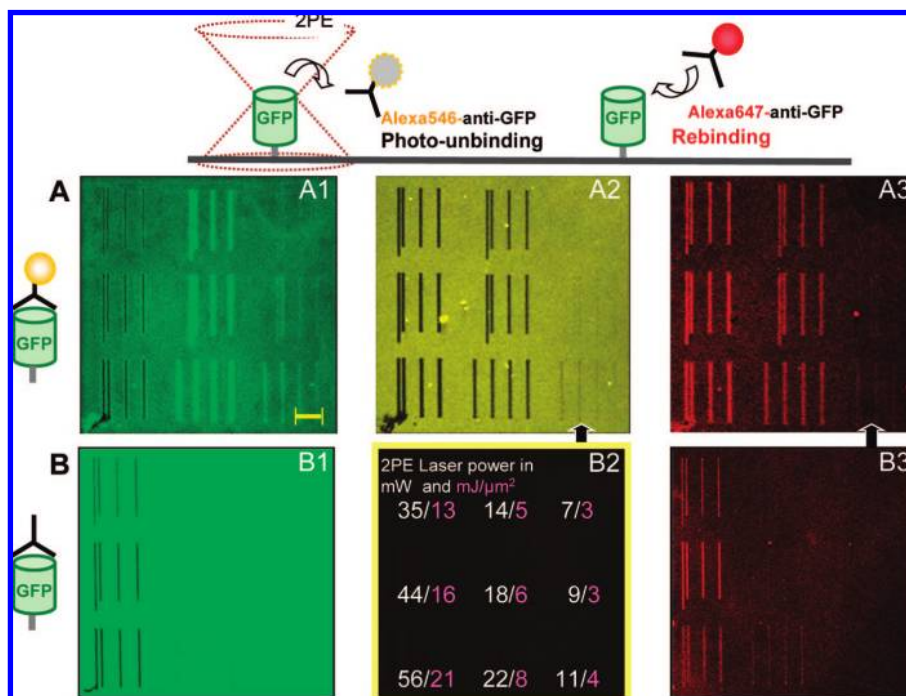 2PE
GFP
Alexa546-anti-GFP
Photo-unbinding
GFP
Alexa647-anti-GFP
Rebinding
A
A1
A2
A3
GFP
B
B1
B2
B3
2PE Laser power in
mW and mJ/µm²
35/13 14/5 7/3
44/16 18/6 9/3
56/21 22/8 11/4
GFP